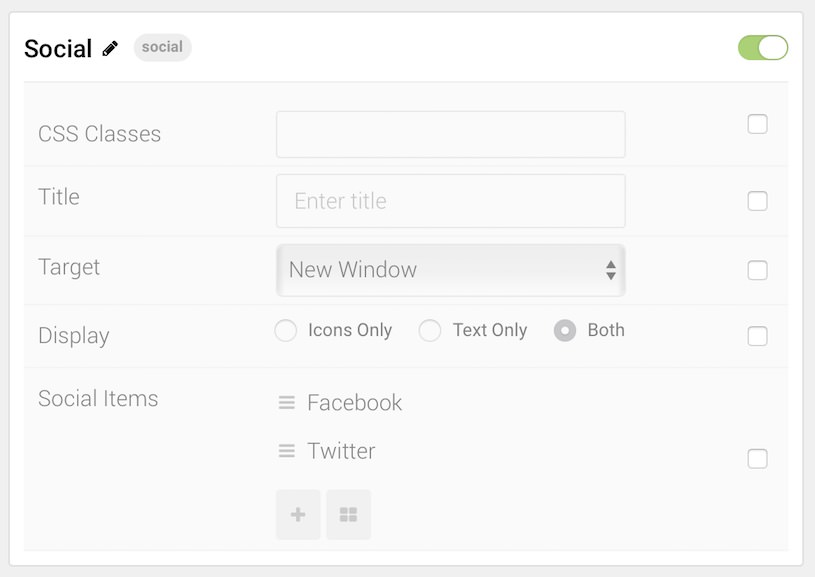 Social social
CSS Classes
Title Enter title
Target New Window
Display Icons Only Text Only Both
Social Items Facebook
Twitter